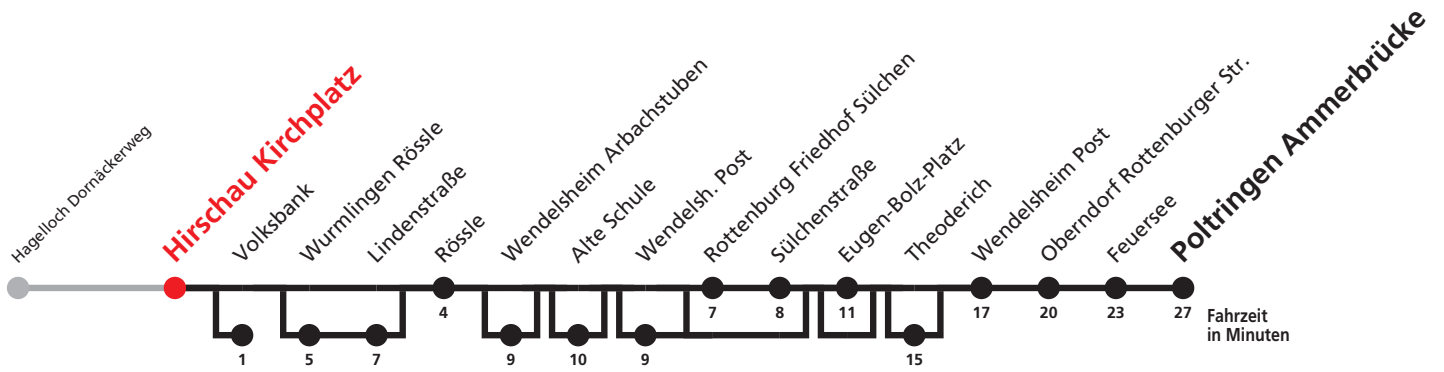 Hagelloch Dornäckerweg
Hirschau Kirchplatz
Volksbank
Wurmlingen Rössle
Lindenstraße
Rössle
Wendelsheim Arbachstuben
Alte Schule
Wendelsh. Post
Rottenburg Friedhof Sülchen
Sülchenstraße
Eugen-Bolz-Platz
Theoderich
Wendelsheim Post
Oberndorf Rottenburger Str.
Feuersee
Poltringen Ammerbrücke
4 7 8 11 17 20 23 27
Fahrzeit
in Minuten
1 5 7 9 10 9 15